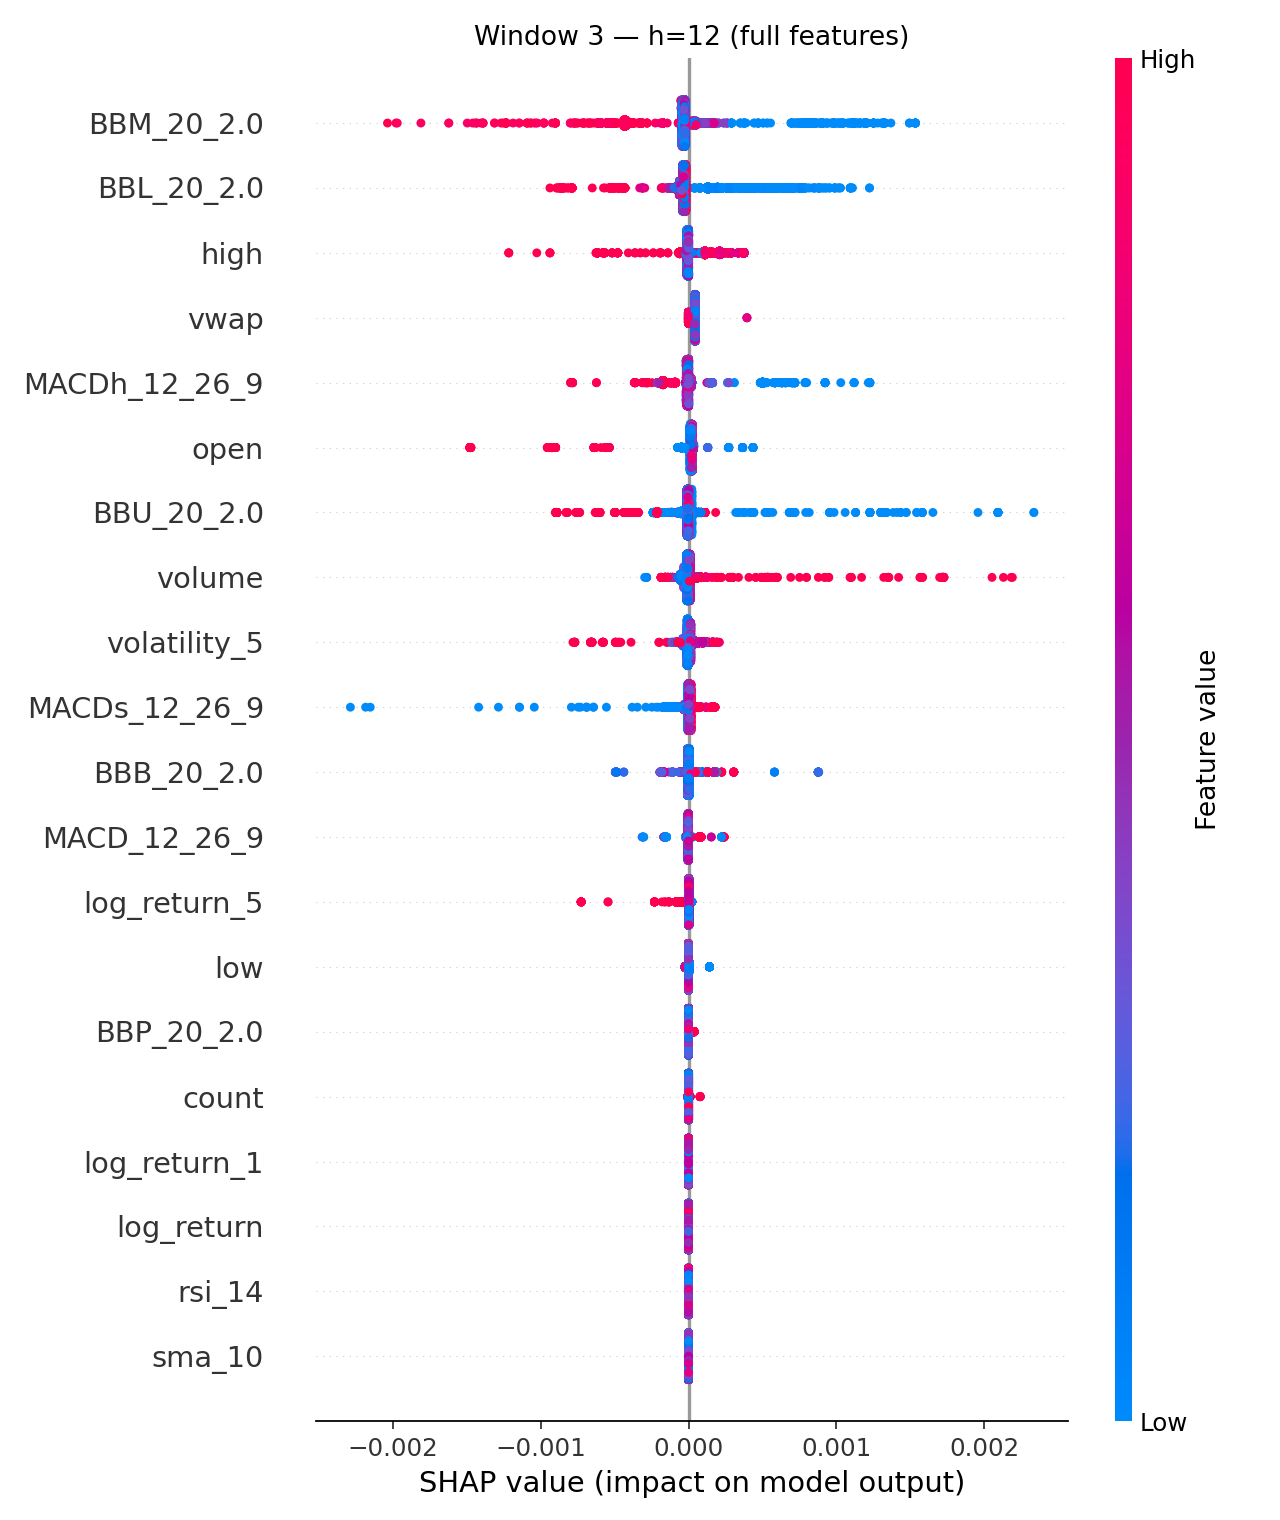 Window 3 — h=12 (full features)
High
BBM_20_2.0
BBL_20_2.0
high
vwap
MACDh_12_26_9
open
BBU_20_2.0
volume
volatility_5
MACDs_12_26_9
BBB_20_2.0
MACD_12_26_9
log_return_5
low
BBP_20_2.0
count
log_return_1
log_return
rsi_14
sma_10
Feature value
Low
−0.002 −0.001 0.000 0.001 0.002
SHAP value (impact on model output)